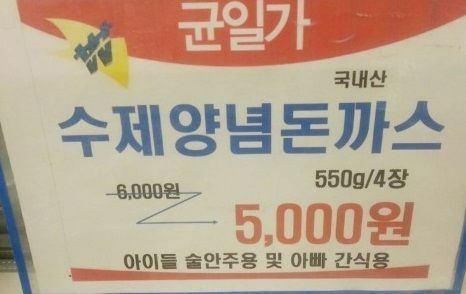 균일가
국내산
수제양념돈까스
550g/4장
6,000원
5,000원
아이들 술안주용 및 아빠 간식용